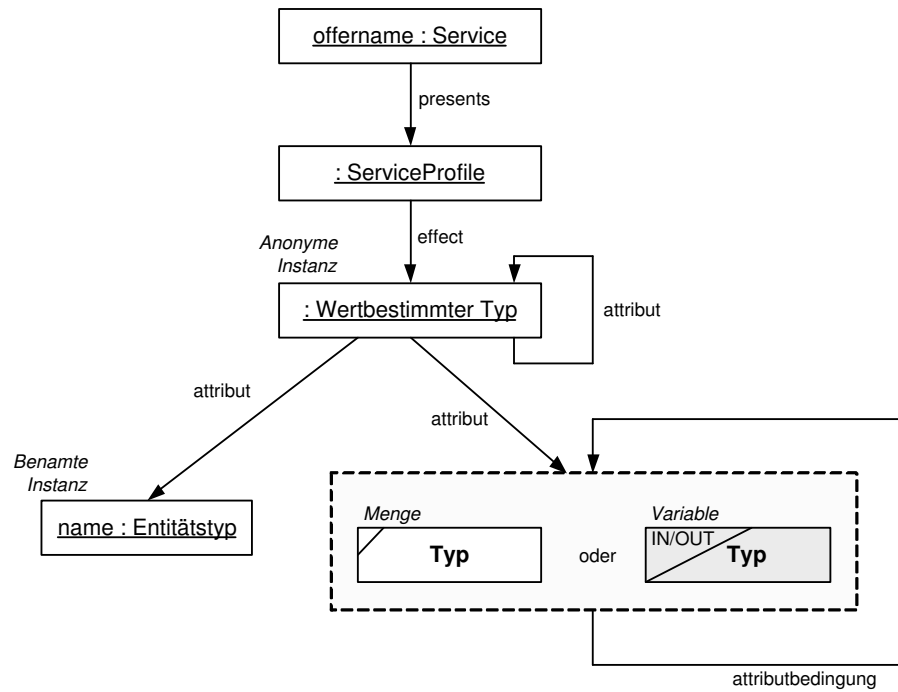 offername : Service
presents
: ServiceProfile
effect
Anonyme
Instanz
: Wertbestimmter Typ
attribut
attribut
attribut
Benamte
Instanz
name : Entitätstyp
Menge
Typ
oder
Variable
IN/OUT
Typ
attributbedingung